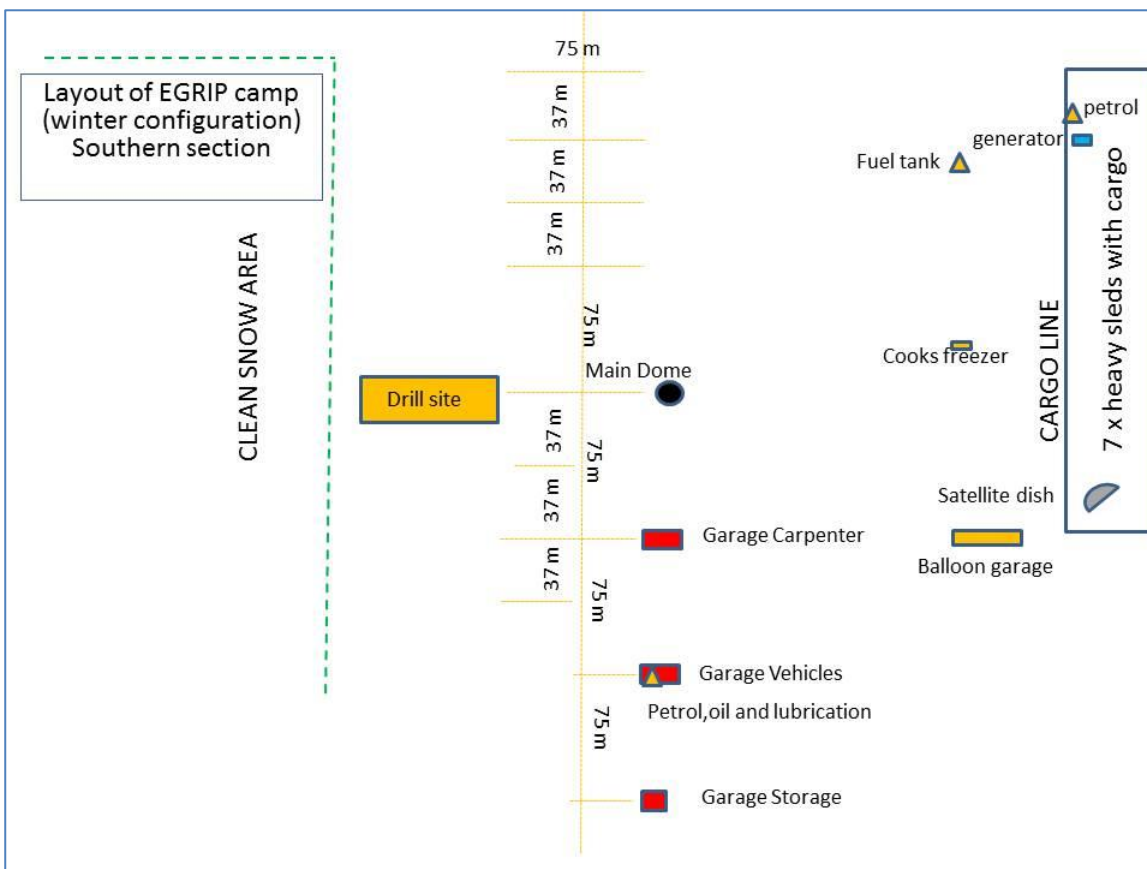 Layout of EGRIP camp
(winter configuration)
Southern section
CLEAN SNOW AREA
75 m
37 m
37 m
37 m
75 m
Drill site
Main Dome
37 m
75 m
37 m
37 m
75 m
75 m
Garage Carpenter
Garage Vehicles
Petrol,oil and lubrication
Garage Storage
petrol
generator
Fuel tank
Cooks freezer
CARGO LINE
7 x heavy sleds with cargo
Satellite dish
Balloon garage